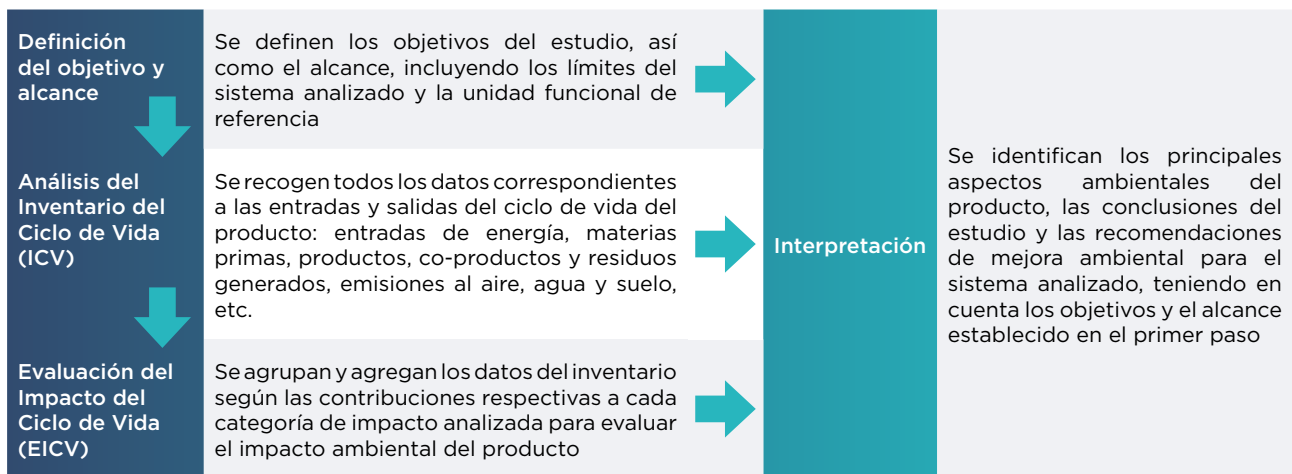 Definición
del objetivo y
alcance
Se definen los objetivos del estudio, así
como el alcance, incluyendo los límites del
sistema analizado y la unidad funcional de
referencia
Análisis del
Inventario del
Ciclo de Vida
(ICV)
Se recogen todos los datos correspondientes
a las entradas y salidas del ciclo de vida del
producto: entradas de energía, materias
primas, productos, co-productos y residuos
generados, emisiones al aire, agua y suelo,
etc.
Evaluación del
Impacto del
Ciclo de Vida
(EICV)
Se agrupan y agregan los datos del inventario
según las contribuciones respectivas a cada
categoría de impacto analizada para evaluar
el impacto ambiental del producto
Interpretación
Se identifican los principales
aspectos ambientales del
producto, las conclusiones del
estudio y las recomendaciones
de mejora ambiental para el
sistema analizado, teniendo en
cuenta los objetivos y el alcance
establecido en el primer paso